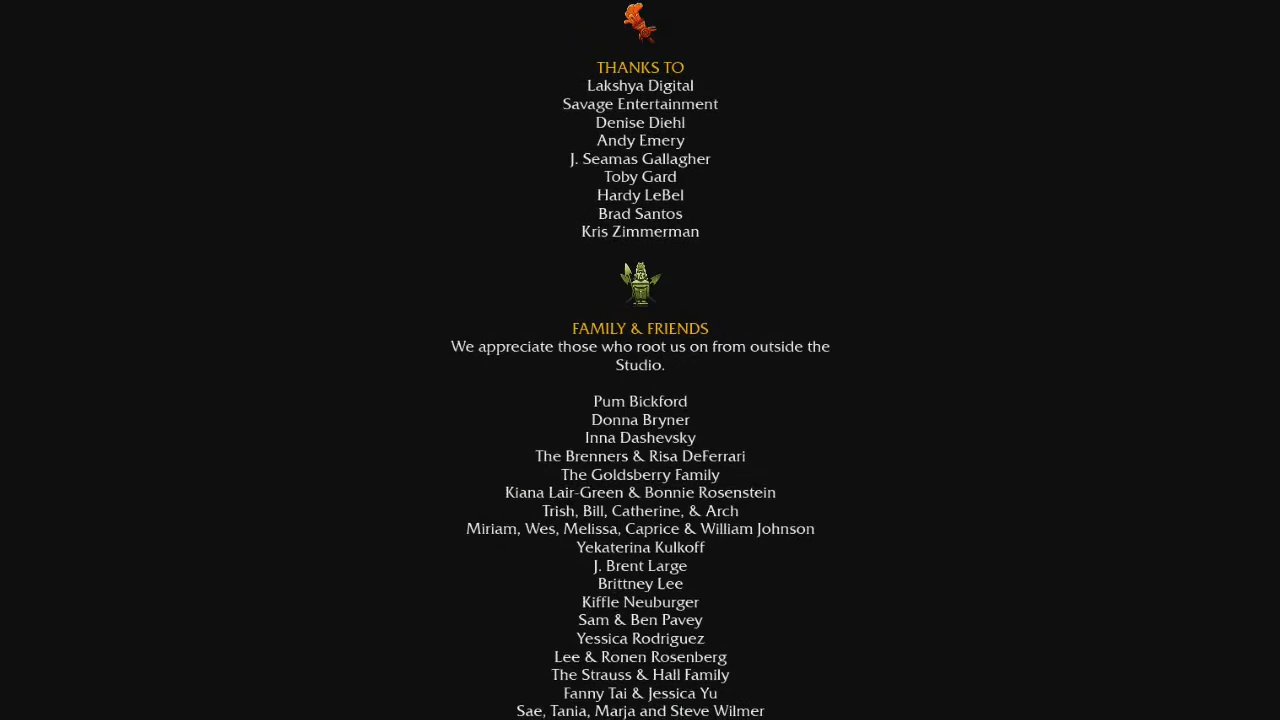 THANKS TO
Lakshya Digital
Savage Entertainment
Denise Diehl
Andy Emery
J. Seamas Gallagher
Toby Gard
Hardy LeBel
Brad Santos
Kris Zimmerman
FAMILY & FRIENDS
We appreciate those who root us on from outside the
Studio.
Pum Bickford
Donna Bryner
Inna Dashevsky
The Brenners & Risa DeFerrari
The Goldsberry Family
Kiana Lair-Green & Bonnie Rosenstein
Trish, Bill, Catherine, & Arch
Miriam, Wes, Melissa, Caprice & William Johnson
Yekaterina Kulkoff
J. Brent Large
Brittney Lee
Kiffle Neuburger
Sam & Ben Pavey
Yessica Rodriguez
Lee & Ronen Rosenberg
The Strauss & Hall Family
Fanny Tai & Jessica Yu
Sae, Tania, Marja and Steve Wilmer